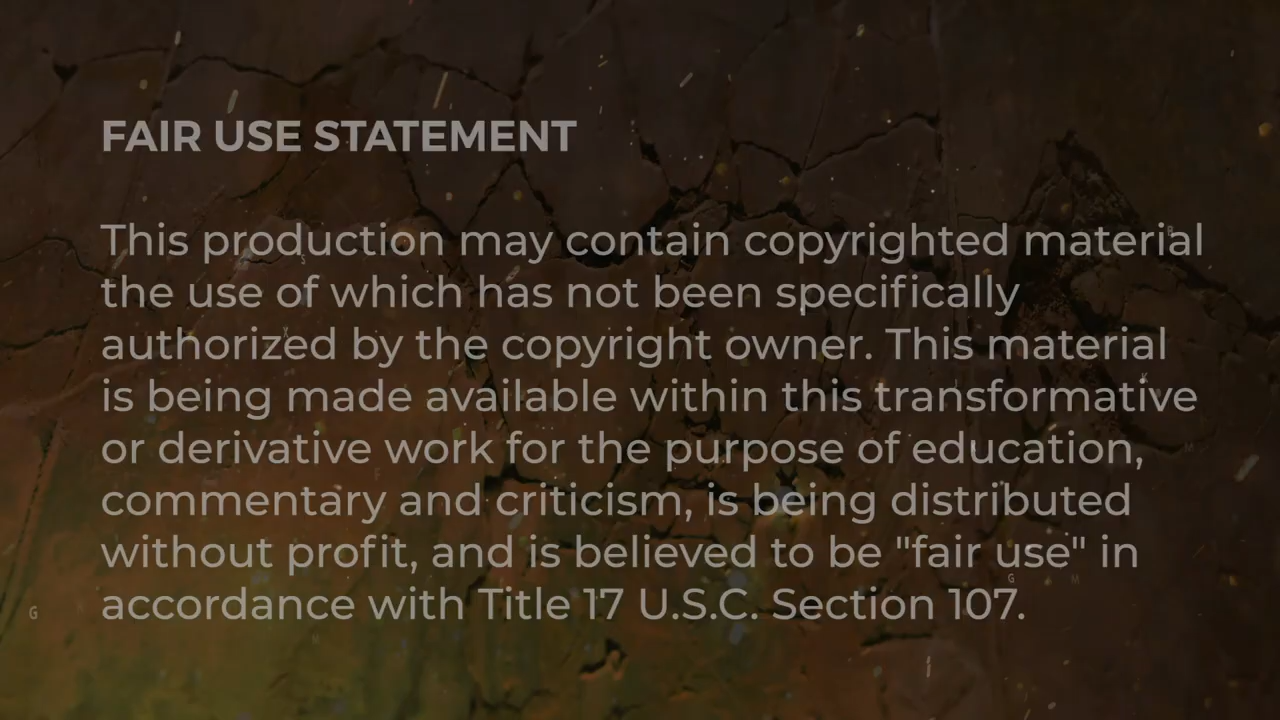 FAIR USE STATEMENT
This production may contain copyrighted material
the use of which has not been specifically
authorized by the copyright owner. This material
is being made available within this transformative
or derivative work for the purpose of education,
commentary and criticism, is being distributed
without profit, and is believed to be "fair use" in
accordance with Title 17 U.S.C. Section 107.